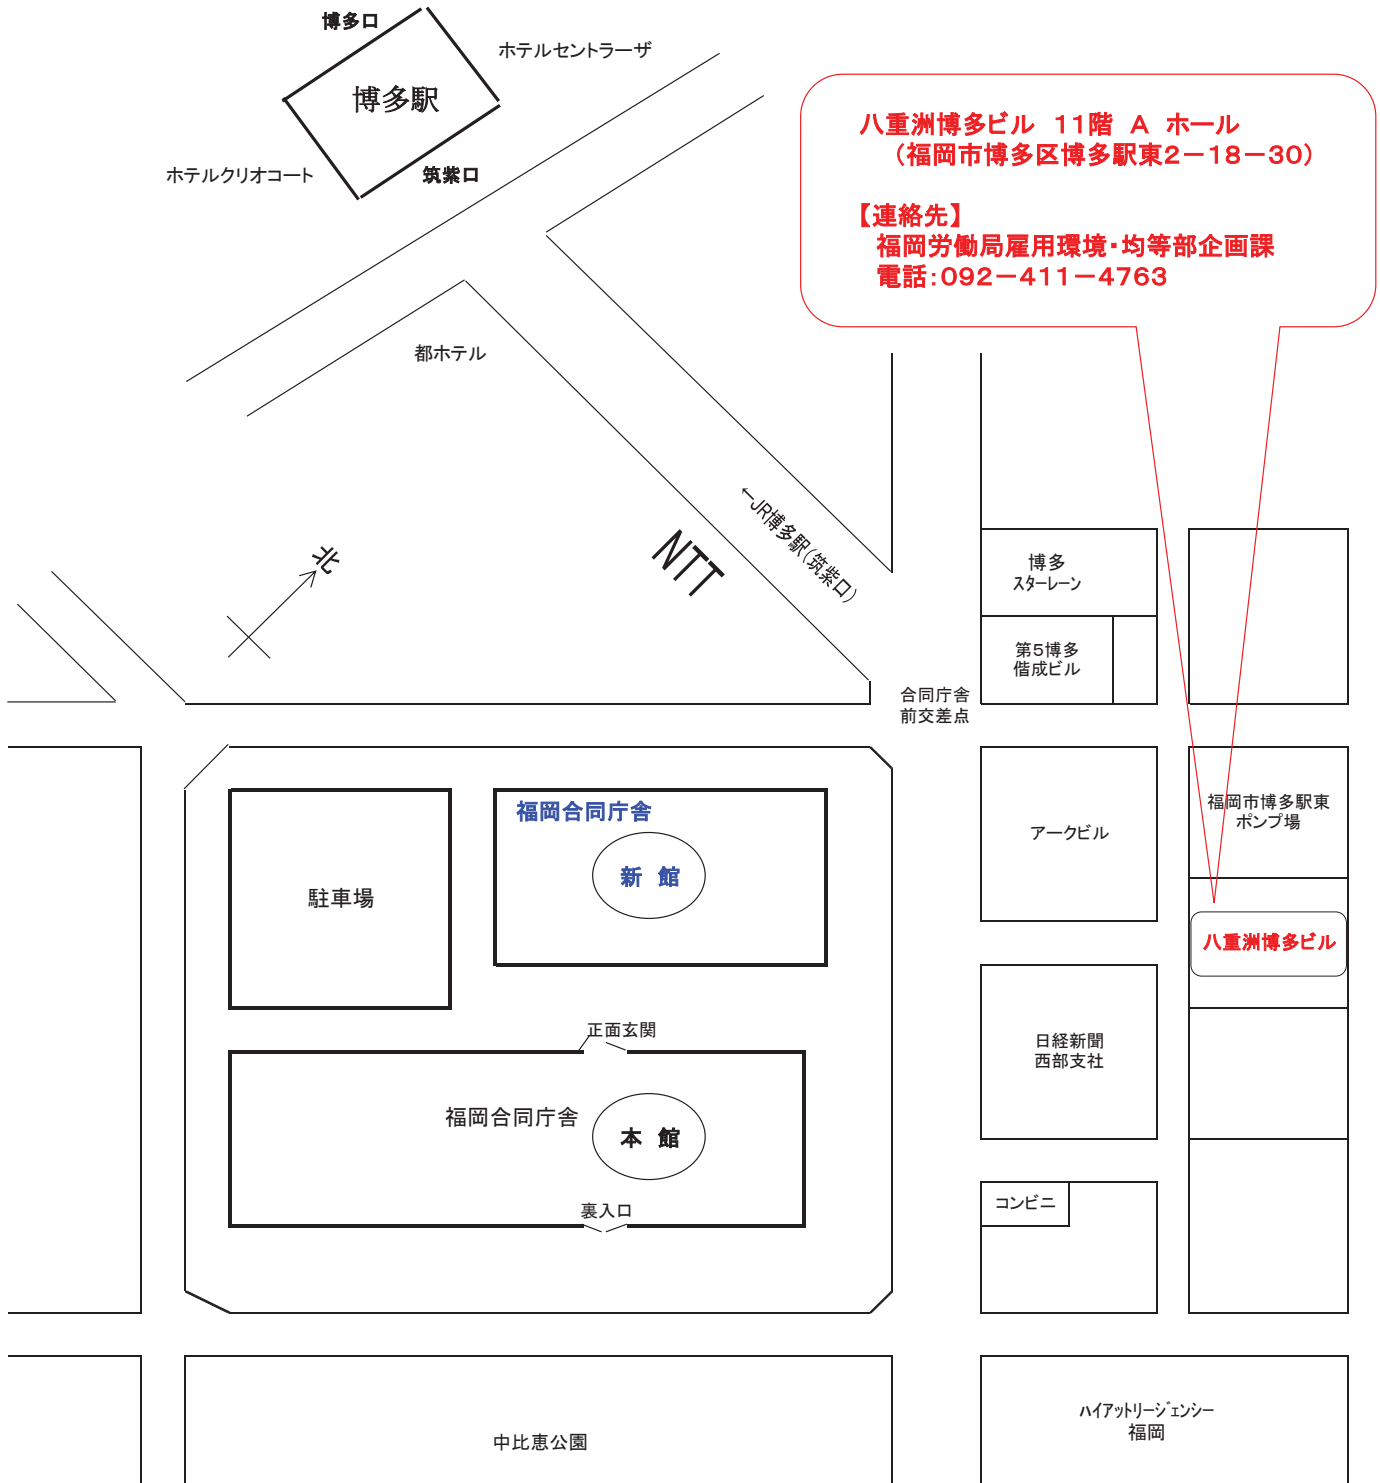 博多口
ホテルセントラーザ
博多駅
ホテルクリオコート
筑紫口
八重洲博多ビル 11階 A ホール
(福岡市博多区博多駅東2-18-30)
【連絡先】
福岡労働局雇用環境・均等部企画課
電話:092-411-4763
都ホテル
←JR博多駅(筑紫口)
NTT
北
博多
スターレーン
第5博多
偕成ビル
合同庁舎
前交差点
福岡合同庁舎
新 館
駐車場
アークビル
福岡市博多駅東
ポンプ場
八重洲博多ビル
正面玄関
日経新聞
西部支社
福岡合同庁舎
本 館
裏入口
コンビニ
ハイアットリージェンシー
福岡
中比恵公園